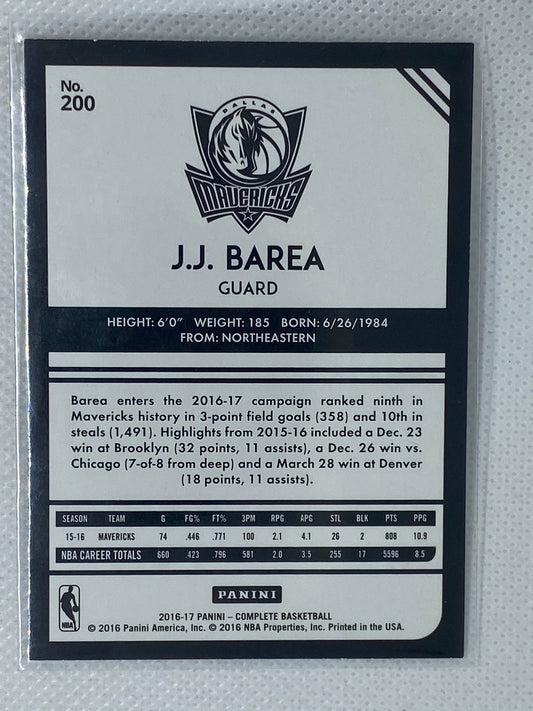 No.
200
DALLAS
MAVERICKS
J.J. BAREA
GUARD
HEIGHT: 6'0" WEIGHT: 185 BORN: 6/26/1984
FROM: NORTHEASTERN
Barea enters the 2016-17 campaign ranked ninth in
Mavericks history in 3-point field goals (358) and 10th in
steals (1,491). Highlights from 2015-16 included a Dec. 23
win at Brooklyn (32 points, 11 assists), a Dec. 26 win vs.
Chicago (7-of-8 from deep) and a March 28 win at Denver
(18 points, 11 assists).
SEASON TEAM G FG% FT% 3PM RPG APG STL BLK PTS PPG
15-16 MAVERICKS 74 .446 .771 100 2.1 4.1 26 2 808 10.9
NBA CAREER TOTALS 660 .423 .796 581 2.0 3.5 255 17 5596 8.5
PANINI
2016-17 PANINI – COMPLETE BASKETBALL
© 2016 Panini America, Inc. © 2016 NBA Properties, Inc. Printed in the USA.
NBA